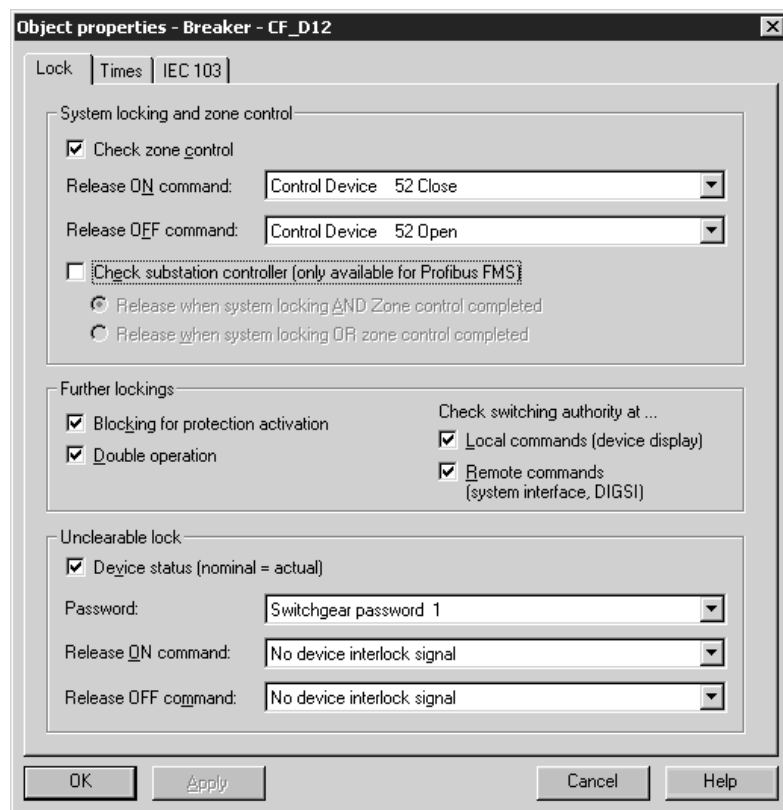 Object properties - Breaker - CF_D12
Lock Times IEC 103
System locking and zone control
Check zone control
Release ON command: Control Device 52 Close
Release OFF command: Control Device 52 Open
Check substation controller (only available for Profibus FMS)
Release when system locking AND Zone control completed
Release when system locking OR zone control completed
Further lockings
Blocking for protection activation
Double operation
Check switching authority at ...
Local commands (device display)
Remote commands
(system interface, DIGSI)
Unclearable lock
Device status (nominal = actual)
Password: Switchgear password 1
Release ON command: No device interlock signal
Release OFF command: No device interlock signal
OK Apply Cancel Help